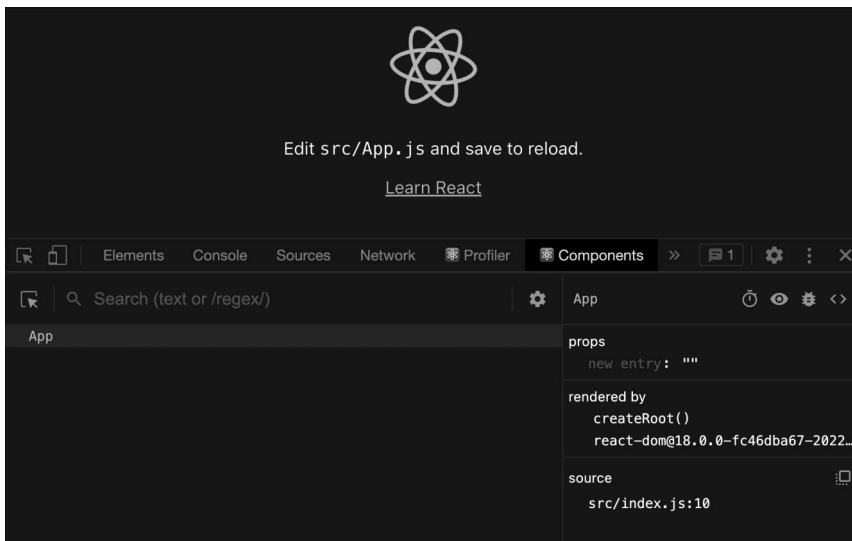 Edit src/App.js and save to reload.
Learn React
Elements Console Sources Network Profiler Components » 1
Search (text or /regex/)
App
App
props
new entry: ""
rendered by
createRoot()
react-dom@18.0.0-fc46dba67-2022…
source
src/index.js:10